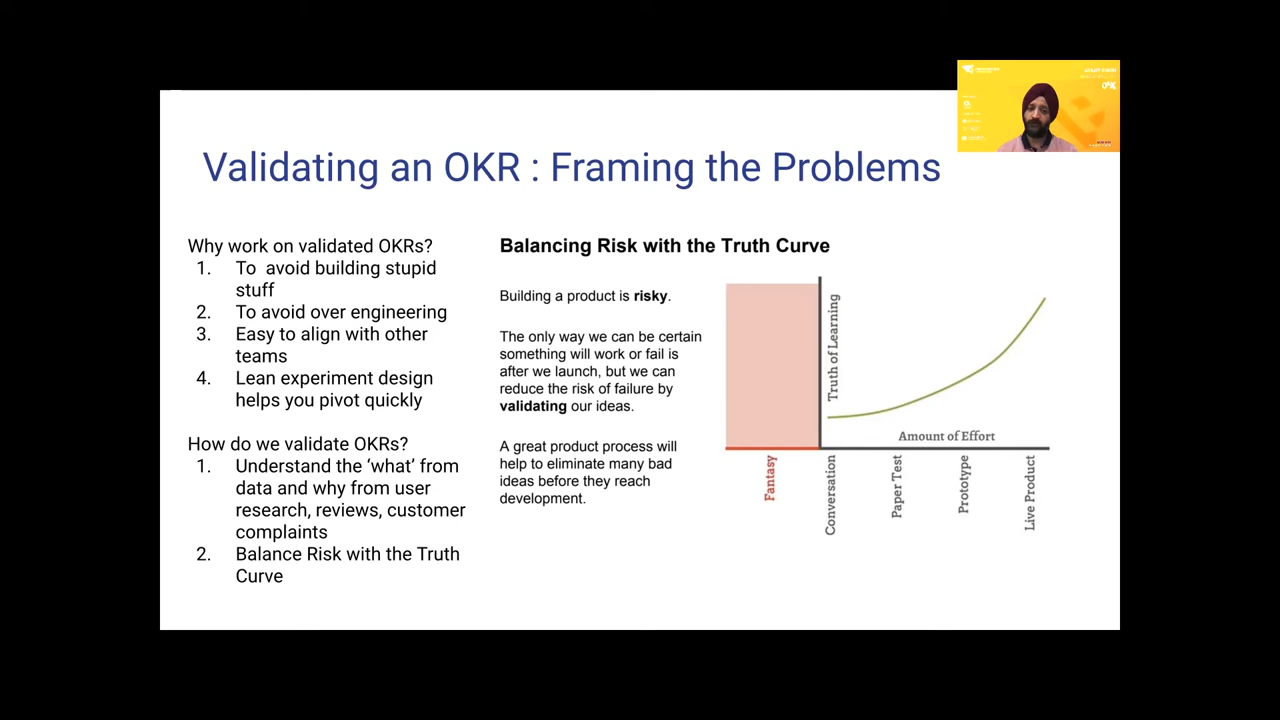 Validating an OKR : Framing the Problems
Why work on validated OKRs?
1. To  avoid building stupid
stuff
2. To avoid over engineering
3. Easy to align with other
teams
4. Lean experiment design
helps you pivot quickly
How do we validate OKRs?
1. Understand the ‘what’ from
data and why from user
research, reviews, customer
complaints
2. Balance Risk with the Truth
Curve
Balancing Risk with the Truth Curve
Building a product is risky.
The only way we can be certain
something will work or fail is
after we launch, but we can
reduce the risk of failure by
validating our ideas.
A great product process will
help to eliminate many bad
ideas before they reach
development.
Truth of Learning
Amount of Effort
Fantasy
Conversation
Paper Test
Prototype
Live Product